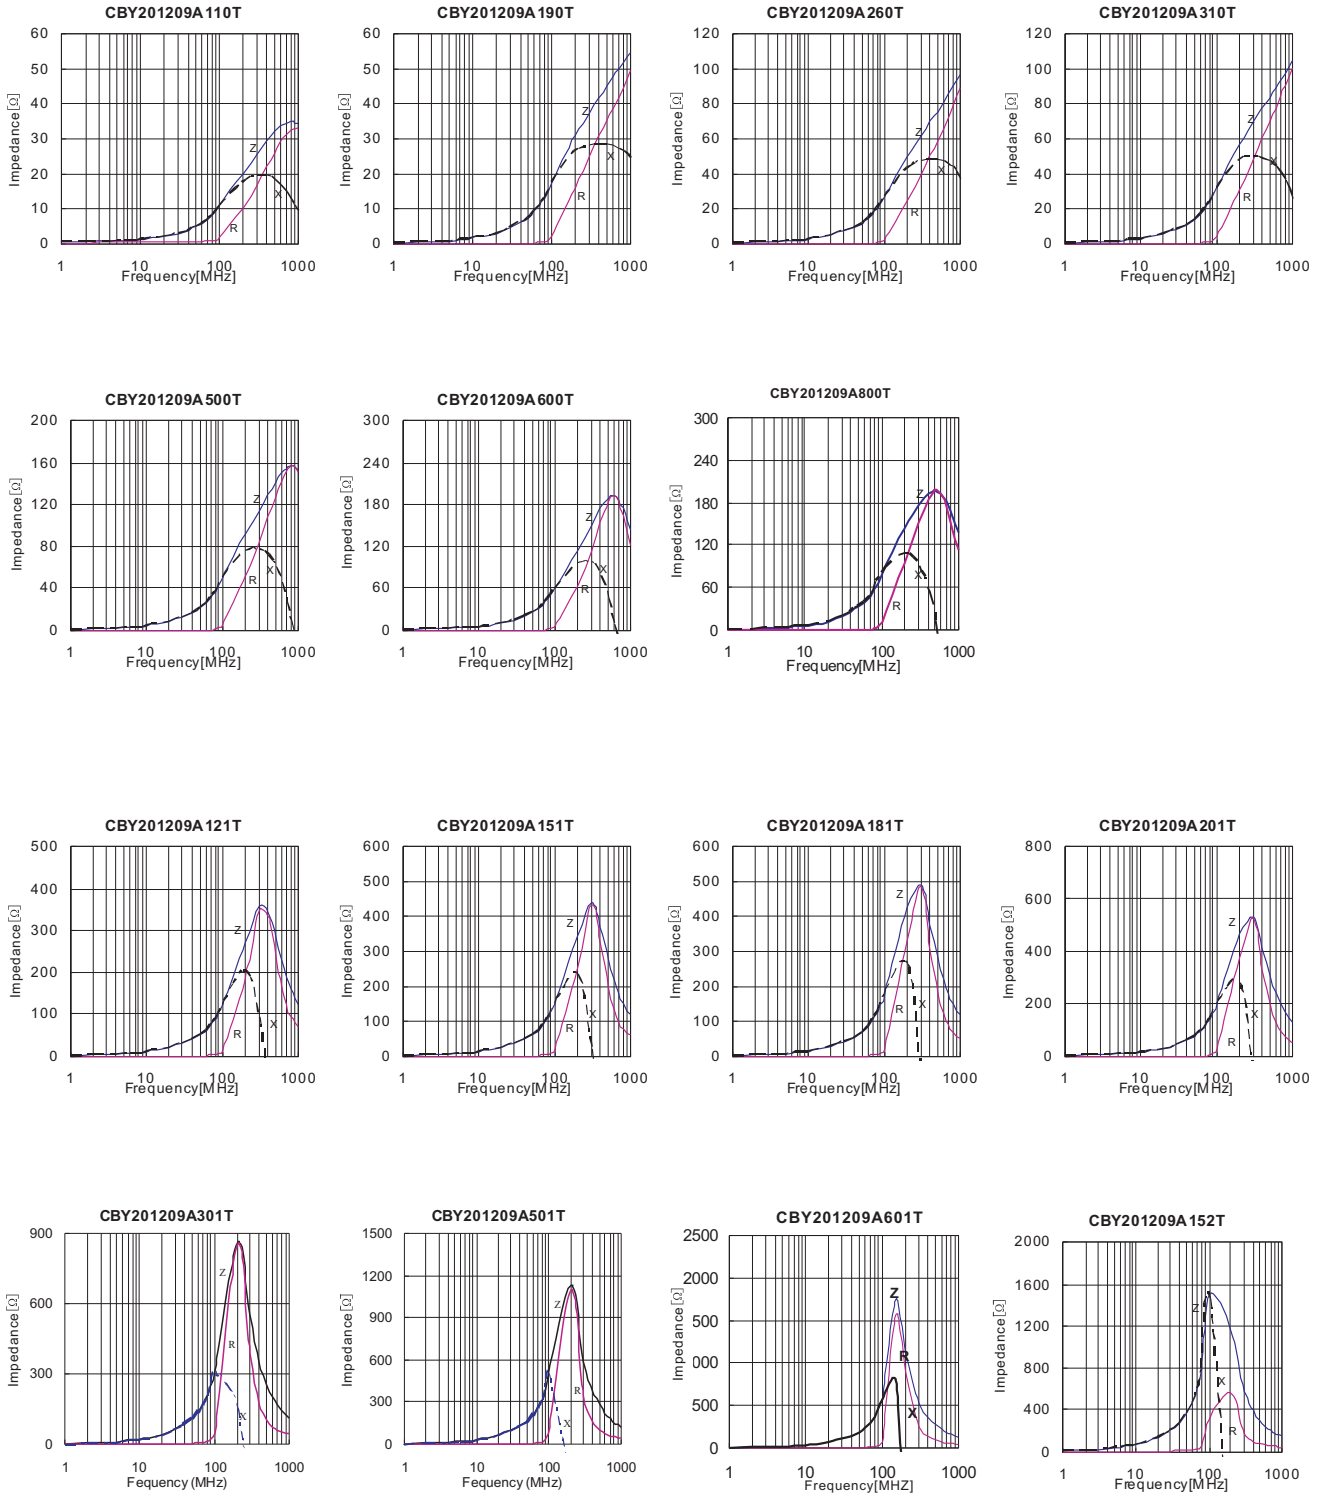 CBY201209A110T
60
50
40
30
20
10
0
Impedance[Ω]
Z
X
R
1 10 100 1000
Frequency[MHz]
CBY201209A190T
60
50
40
30
20
10
0
Impedance[Ω]
Z
X
R
1 10 100 1000
Frequency[MHz]
CBY201209A260T
120
100
80
60
40
20
0
Impedance[Ω]
Z
X
R
1 10 100 1000
Frequency[MHz]
CBY201209A310T
120
100
80
60
40
20
0
Impedance[Ω]
Z
X
R
1 10 100 1000
Frequency[MHz]
CBY201209A500T
200
160
120
80
40
0
Impedance[Ω]
Z
X
R
1 10 100 1000
Frequency[MHz]
CBY201209A600T
300
240
180
120
60
0
Impedance[Ω]
Z
X
R
1 10 100 1000
Frequency[MHz]
CBY201209A800T
300
240
180
120
60
0
Impedance[Ω]
Z
X
R
1 10 100 1000
Frequency[MHz]
CBY201209A121T
500
400
300
200
100
0
Impedance[Ω]
Z
X
R
1 10 100 1000
Frequency[MHz]
CBY201209A151T
600
500
400
300
200
100
0
Impedance[Ω]
Z
X
R
1 10 100 1000
Frequency[MHz]
CBY201209A181T
600
500
400
300
200
100
0
Impedance[Ω]
Z
X
R
1 10 100 1000
Frequency[MHz]
CBY201209A201T
800
600
400
200
0
Impedance[Ω]
Z
X
R
1 10 100 1000
Frequency[MHz]
CBY201209A301T
900
600
300
0
Impedance[Ω]
Z
R
X
1 10 100 1000
Fequency(MHz)
CBY201209A501T
1500
1200
900
600
300
0
Impedance[Ω]
Z
R
X
1 10 100 1000
Fequency(MHz)
CBY201209A601T
2500
2000
500
000
500
0
Impedance[Ω]
Z
R
X
1 10 100 1000
Frequency[MHZ]
CBY201209A152T
2000
1600
1200
800
400
0
Impedance[Ω]
Z
X
R
1 10 100 1000
Frequency[MHz]